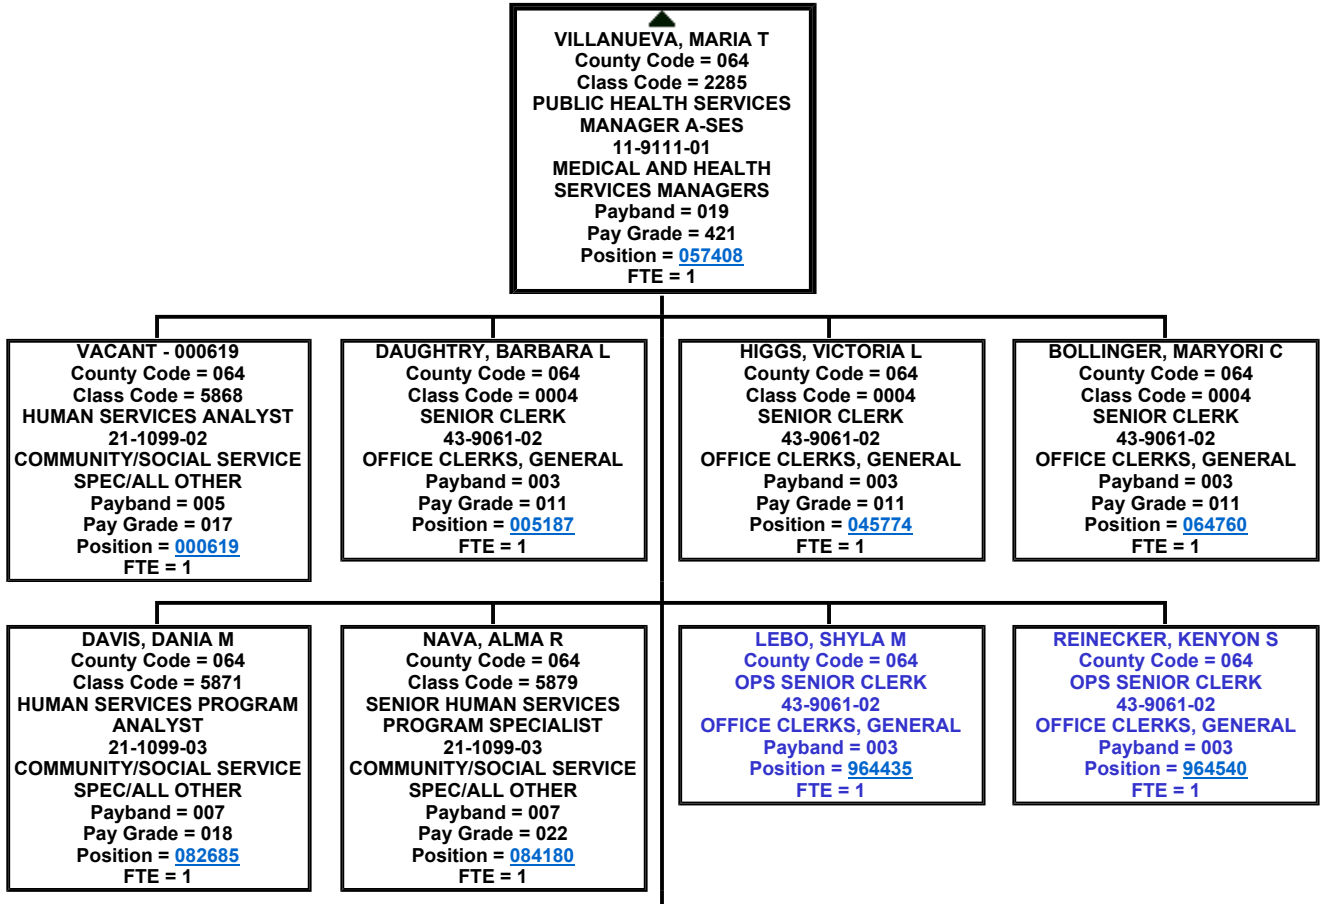 VILLANUEVA, MARIA T
County Code = 064
Class Code = 2285
PUBLIC HEALTH SERVICES
MANAGER A-SES
11-9111-01
MEDICAL AND HEALTH
SERVICES MANAGERS
Payband = 019
Pay Grade = 421
Position = 057408
FTE = 1
VACANT - 000619
County Code = 064
Class Code = 5868
HUMAN SERVICES ANALYST
21-1099-02
COMMUNITY/SOCIAL SERVICE
SPEC/ALL OTHER
Payband = 005
Pay Grade = 017
Position = 000619
FTE = 1
DAUGHTRY, BARBARA L
County Code = 064
Class Code = 0004
SENIOR CLERK
43-9061-02
OFFICE CLERKS, GENERAL
Payband = 003
Pay Grade = 011
Position = 005187
FTE = 1
HIGGS, VICTORIA L
County Code = 064
Class Code = 0004
SENIOR CLERK
43-9061-02
OFFICE CLERKS, GENERAL
Payband = 003
Pay Grade = 011
Position = 045774
FTE = 1
BOLLINGER, MARYORI C
County Code = 064
Class Code = 0004
SENIOR CLERK
43-9061-02
OFFICE CLERKS, GENERAL
Payband = 003
Pay Grade = 011
Position = 064760
FTE = 1
DAVIS, DANIA M
County Code = 064
Class Code = 5871
HUMAN SERVICES PROGRAM
ANALYST
21-1099-03
COMMUNITY/SOCIAL SERVICE
SPEC/ALL OTHER
Payband = 007
Pay Grade = 018
Position = 082685
FTE = 1
NAVA, ALMA R
County Code = 064
Class Code = 5879
SENIOR HUMAN SERVICES
PROGRAM SPECIALIST
21-1099-03
COMMUNITY/SOCIAL SERVICE
SPEC/ALL OTHER
Payband = 007
Pay Grade = 022
Position = 084180
FTE = 1
LEBO, SHYLA M
County Code = 064
OPS SENIOR CLERK
43-9061-02
OFFICE CLERKS, GENERAL
Payband = 003
Position = 964435
FTE = 1
REINECKER, KENYON S
County Code = 064
OPS SENIOR CLERK
43-9061-02
OFFICE CLERKS, GENERAL
Payband = 003
Position = 964540
FTE = 1